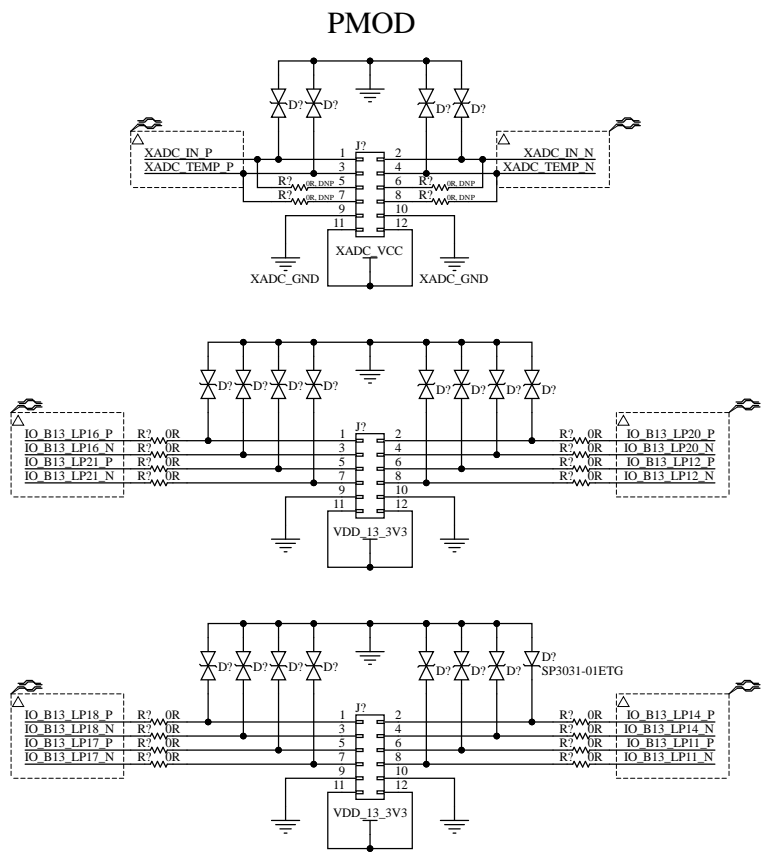 PMOD
D? D? D? D?
J?
XADC_IN_P 1 2 XADC_IN_N
XADC_TEMP_P 3 4 XADC_TEMP_N
R? 0R, DNP 5 6 R? 0R, DNP
R? 0R, DNP 7 8 R? 0R, DNP
9 10
11 12
XADC_VCC
XADC_GND XADC_GND
D? D? D? D? D? D? D? D?
J?
IO_B13_LP16_P R? 0R 1 2 R? 0R IO_B13_LP20_P
IO_B13_LP16_N R? 0R 3 4 R? 0R IO_B13_LP20_N
IO_B13_LP21_P R? 0R 5 6 R? 0R IO_B13_LP12_P
IO_B13_LP21_N R? 0R 7 8 R? 0R IO_B13_LP12_N
9 10
11 12
VDD_13_3V3
D? D? D? D? D? D? D? D?
SP3031-01ETG
J?
IO_B13_LP18_P R? 0R 1 2 R? 0R IO_B13_LP14_P
IO_B13_LP18_N R? 0R 3 4 R? 0R IO_B13_LP14_N
IO_B13_LP17_P R? 0R 5 6 R? 0R IO_B13_LP11_P
IO_B13_LP17_N R? 0R 7 8 R? 0R IO_B13_LP11_N
9 10
11 12
VDD_13_3V3